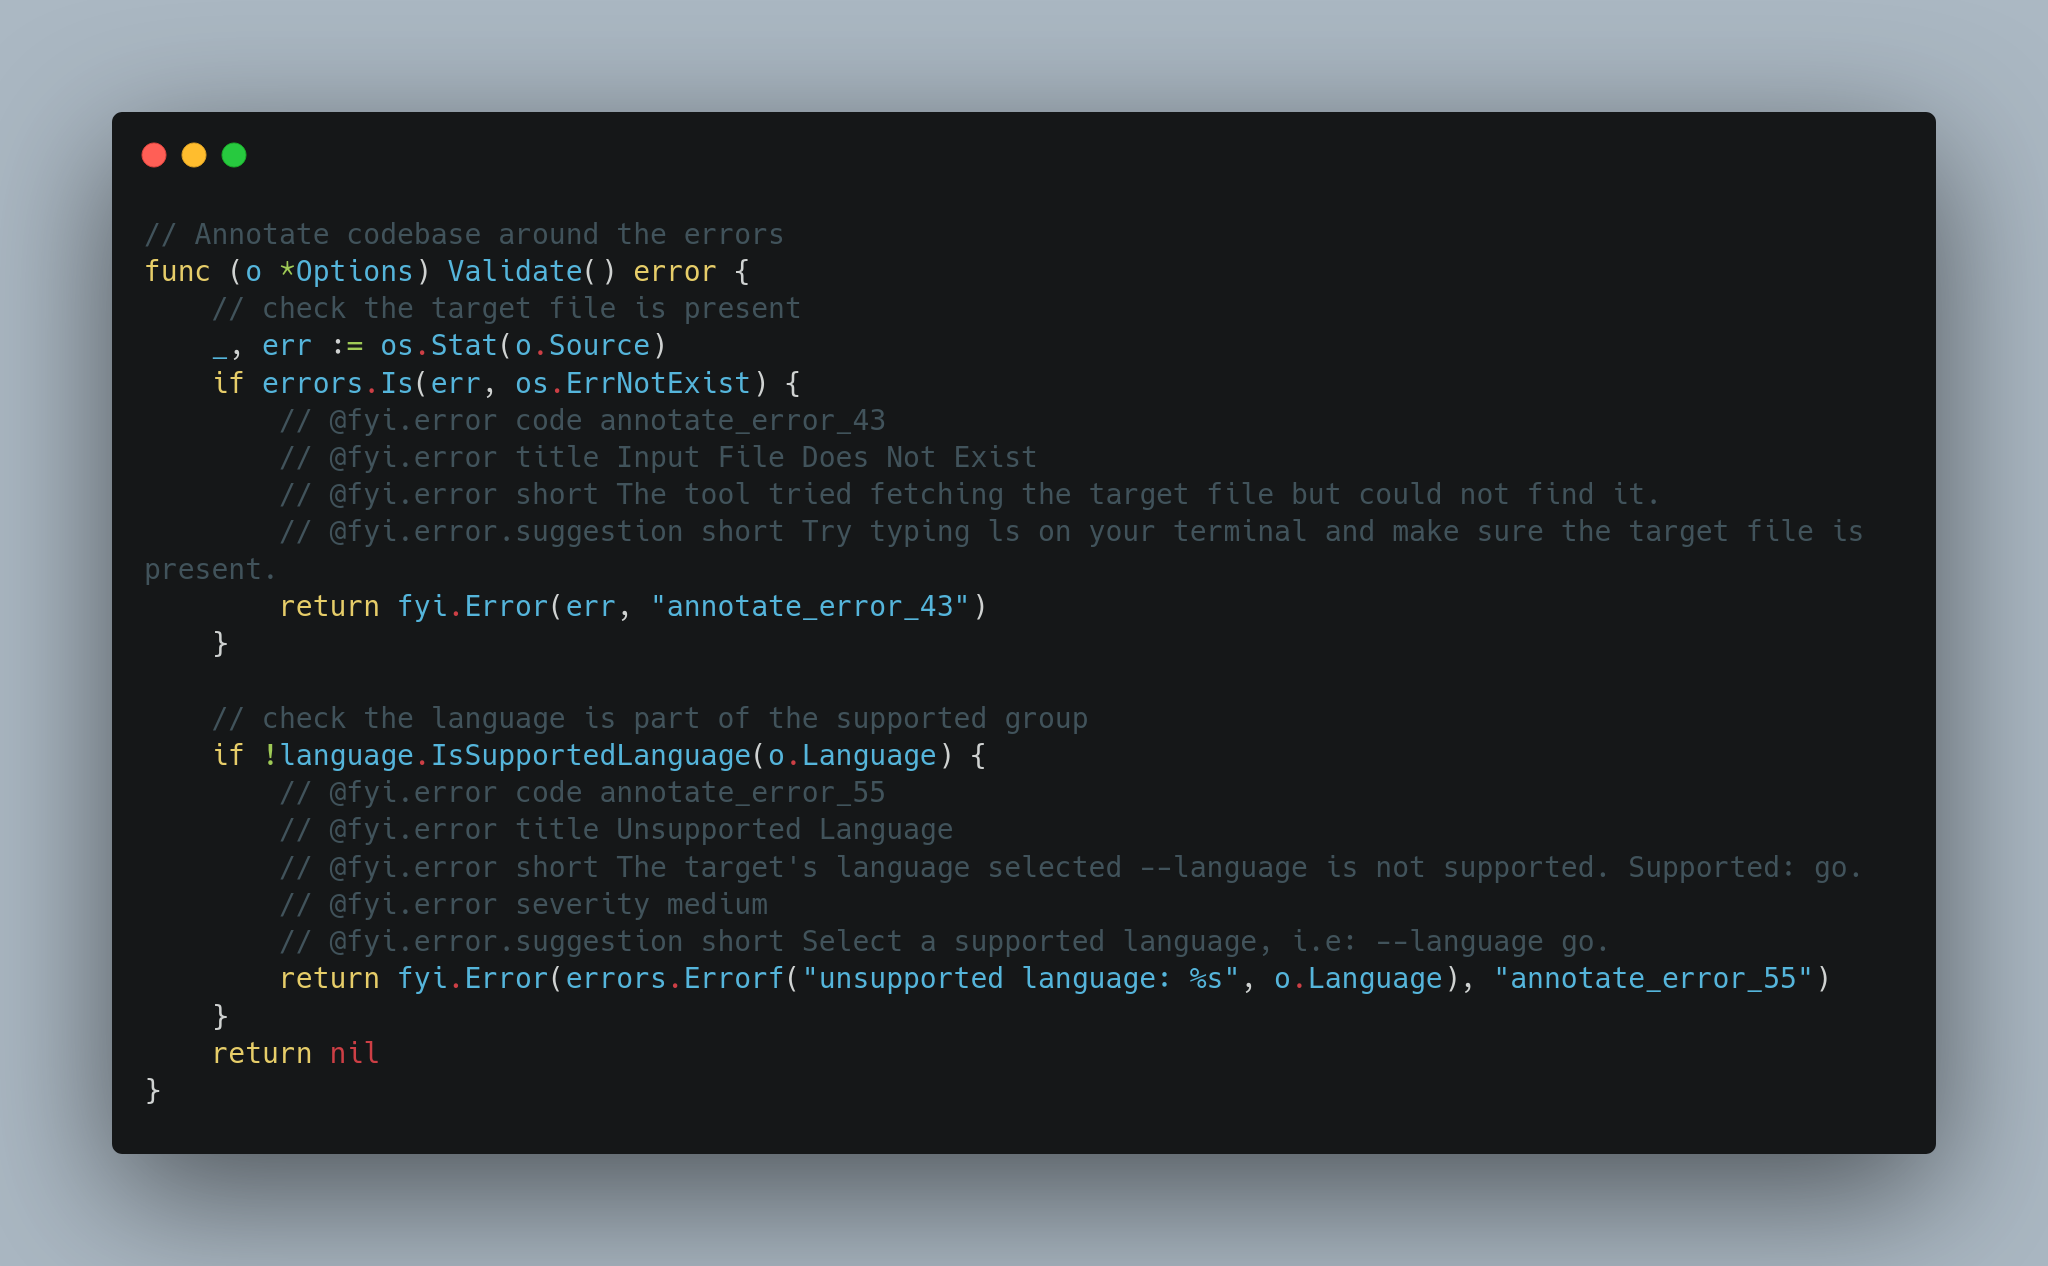 // Annotate codebase around the errors
func (o *Options) Validate() error {
    // check the target file is present
    _, err := os.Stat(o.Source)
    if errors.Is(err, os.ErrNotExist) {
        // @fyi.error code annotate_error_43
        // @fyi.error title Input File Does Not Exist
        // @fyi.error short The tool tried fetching the target file but could not find it.
        // @fyi.error.suggestion short Try typing ls on your terminal and make sure the target file is
present.
        return fyi.Error(err, "annotate_error_43")
    }

    // check the language is part of the supported group
    if !language.IsSupportedLanguage(o.Language) {
        // @fyi.error code annotate_error_55
        // @fyi.error title Unsupported Language
        // @fyi.error short The target's language selected --language is not supported. Supported: go.
        // @fyi.error severity medium
        // @fyi.error.suggestion short Select a supported language, i.e: --language go.
        return fyi.Error(errors.Errorf("unsupported language: %s", o.Language), "annotate_error_55")
    }
    return nil
}